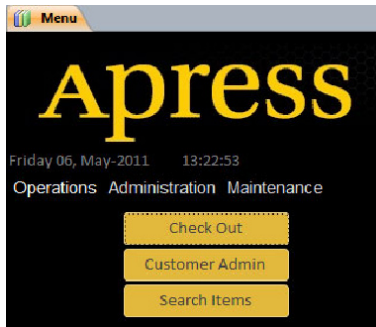 Menu
Apress
Friday 06, May-2011 13:22:53
Operations Administration Maintenance
Check Out
Customer Admin
Search Items